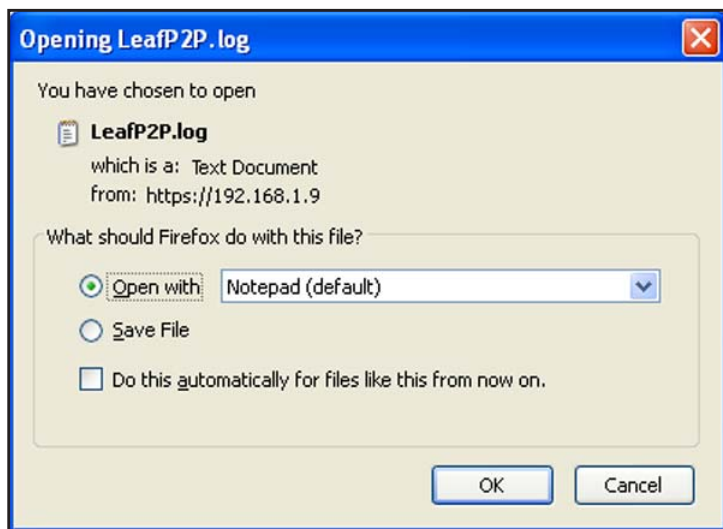 Opening LeafP2P.log
You have chosen to open
LeafP2P.log
which is a: Text Document
from: https://192.168.1.9
What should Firefox do with this file?
Open with Notepad (default)
Save File
Do this automatically for files like this from now on.
OK Cancel